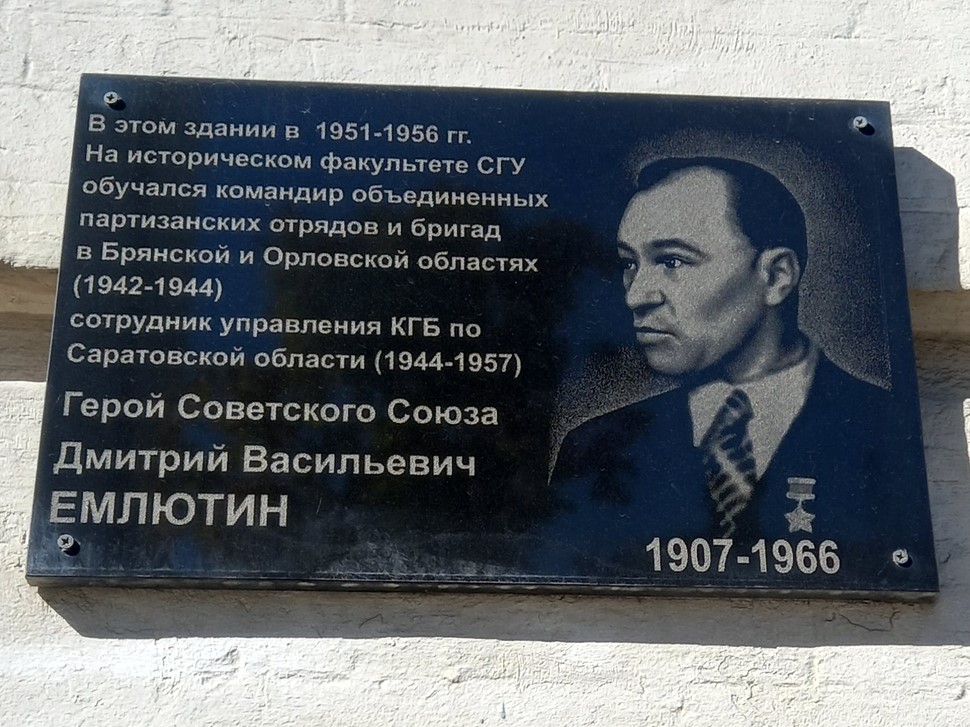 В этом здании в 1951-1956 гг.
На историческом факультете СГУ
обучался командир объединенных
партизанских отрядов и бригад
в Брянской и Орловской областях
(1942-1944)
сотрудник управления КГБ по
Саратовской области (1944-1957)
Герой Советского Союза
Дмитрий Васильевич
ЕМЛЮТИН
1907-1966